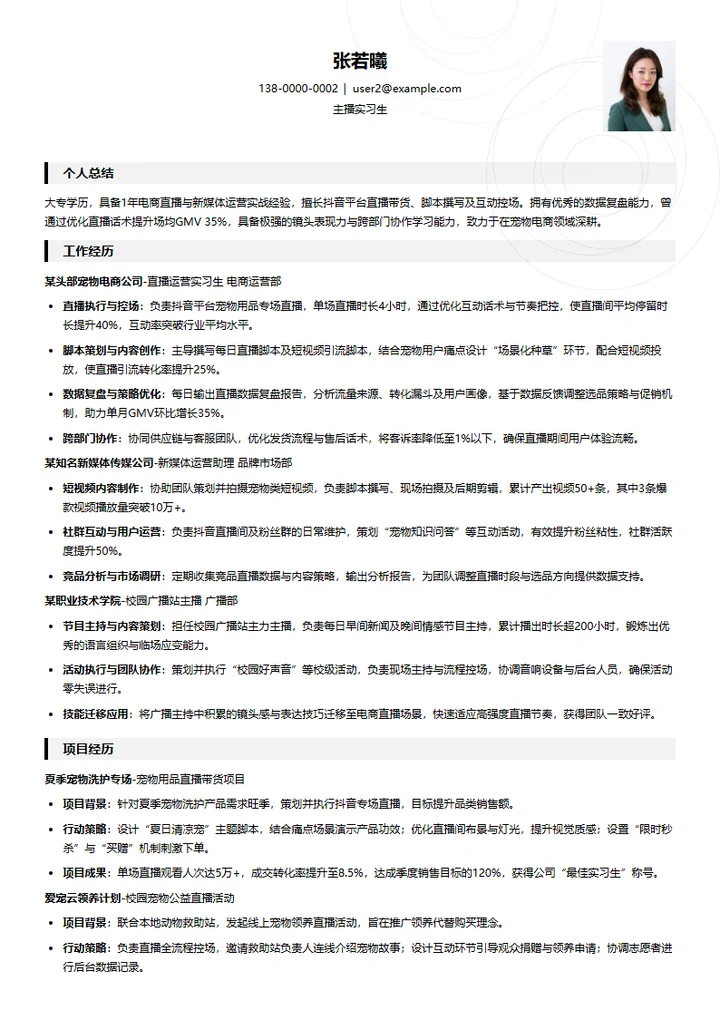 张若曦
138-0000-0002 | user2@example.com
主播实习生
个人总结
大专学历，具备1年电商直播与新媒体运营实战经验，擅长抖音平台直播带货、脚本撰写及互动控场。拥有优秀的数据复盘能力，曾
通过优化直播话术提升场均GMV 35%，具备极强的镜头表现力与跨部门协作学习能力，致力于在宠物电商领域深耕。
工作经历
某头部宠物电商公司-直播运营实习生 电商运营部
• 直播执行与控场：负责抖音平台宠物用品专场直播，单场直播时长4小时，通过优化互动话术与节奏把控，使直播间平均停留时
长提升40%，互动率突破行业平均水平。
• 脚本策划与内容创作：主导撰写每日直播脚本及短视频引流脚本，结合宠物用户痛点设计“场景化种草”环节，配合短视频投
放，使直播引流转化率提升25%。
• 数据复盘与策略优化：每日输出直播数据复盘报告，分析流量来源、转化漏斗及用户画像，基于数据反馈调整选品策略与促销机
制，助力单月GMV环比增长35%。
• 跨部门协作：协同供应链与客服团队，优化发货流程与售后话术，将客诉率降低至1%以下，确保直播期间用户体验流畅。
某知名新媒体传媒公司-新媒体运营助理 品牌市场部
• 短视频内容制作：协助团队策划并拍摄宠物类短视频，负责脚本撰写、现场拍摄及后期剪辑，累计产出视频50+条，其中3条爆
款视频播放量突破10万+。
• 社群互动与用户运营：负责抖音直播间及粉丝群的日常维护，策划“宠物知识问答”等互动活动，有效提升粉丝粘性，社群活跃
度提升50%。
• 竞品分析与市场调研：定期收集竞品直播数据与内容策略，输出分析报告，为团队调整直播时段与选品方向提供数据支持。
某职业技术学院-校园广播站主播 广播部
• 节目主持与内容策划：担任校园广播站主力主播，负责每日早间新闻及晚间情感节目主持，累计播出时长超200小时，锻炼出优
秀的语言组织与临场应变能力。
• 活动执行与团队协作：策划并执行“校园好声音”等校级活动，负责现场主持与流程控场，协调音响设备与后台人员，确保活动
零失误进行。
• 技能迁移应用：将广播主持中积累的镜头感与表达技巧迁移至电商直播场景，快速适应高强度直播节奏，获得团队一致好评。
项目经历
夏季宠物洗护专场-宠物用品直播带货项目
• 项目背景：针对夏季宠物洗护产品需求旺季，策划并执行抖音专场直播，目标提升品类销售额。
• 行动策略：设计“夏日清凉宠”主题脚本，结合痛点场景演示产品功效；优化直播间布景与灯光，提升视觉质感；设置“限时秒
杀”与“买赠”机制刺激下单。
• 项目成果：单场直播观看人次达5万+，成交转化率提升至8.5%，达成季度销售目标的120%，获得公司“最佳实习生”称号。
爱宠云领养计划-校园宠物公益直播活动
• 项目背景：联合本地动物救助站，发起线上宠物领养直播活动，旨在推广领养代替购买理念。
• 行动策略：负责直播全流程控场，邀请救助站负责人连线介绍宠物故事；设计互动环节引导观众捐赠与领养申请；协调志愿者进
行后台数据记录。